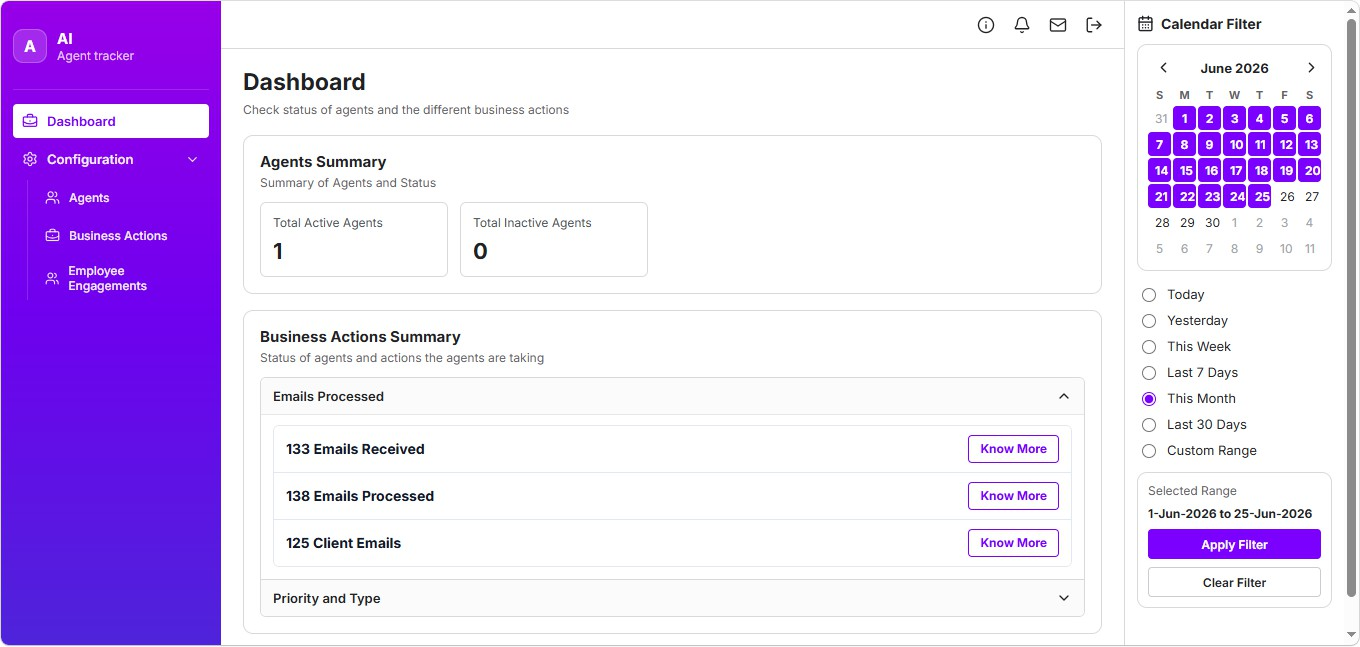 A
AI
Agent tracker
Dashboard
Configuration
Agents
Business Actions
Employee
Engagements
Dashboard
Check status of agents and the different business actions
Agents Summary
Summary of Agents and Status
Total Active Agents
1
Total Inactive Agents
0
Business Actions Summary
Status of agents and actions the agents are taking
Emails Processed
133 Emails Received Know More
138 Emails Processed Know More
125 Client Emails Know More
Priority and Type
Calendar Filter
June 2026
S M T W T F S
31 1 2 3 4 5 6
7 8 9 10 11 12 13
14 15 16 17 18 19 20
21 22 23 24 25 26 27
28 29 30 1 2 3 4
5 6 7 8 9 10 11
Today
Yesterday
This Week
Last 7 Days
This Month
Last 30 Days
Custom Range
Selected Range
1-Jun-2026 to 25-Jun-2026
Apply Filter
Clear Filter